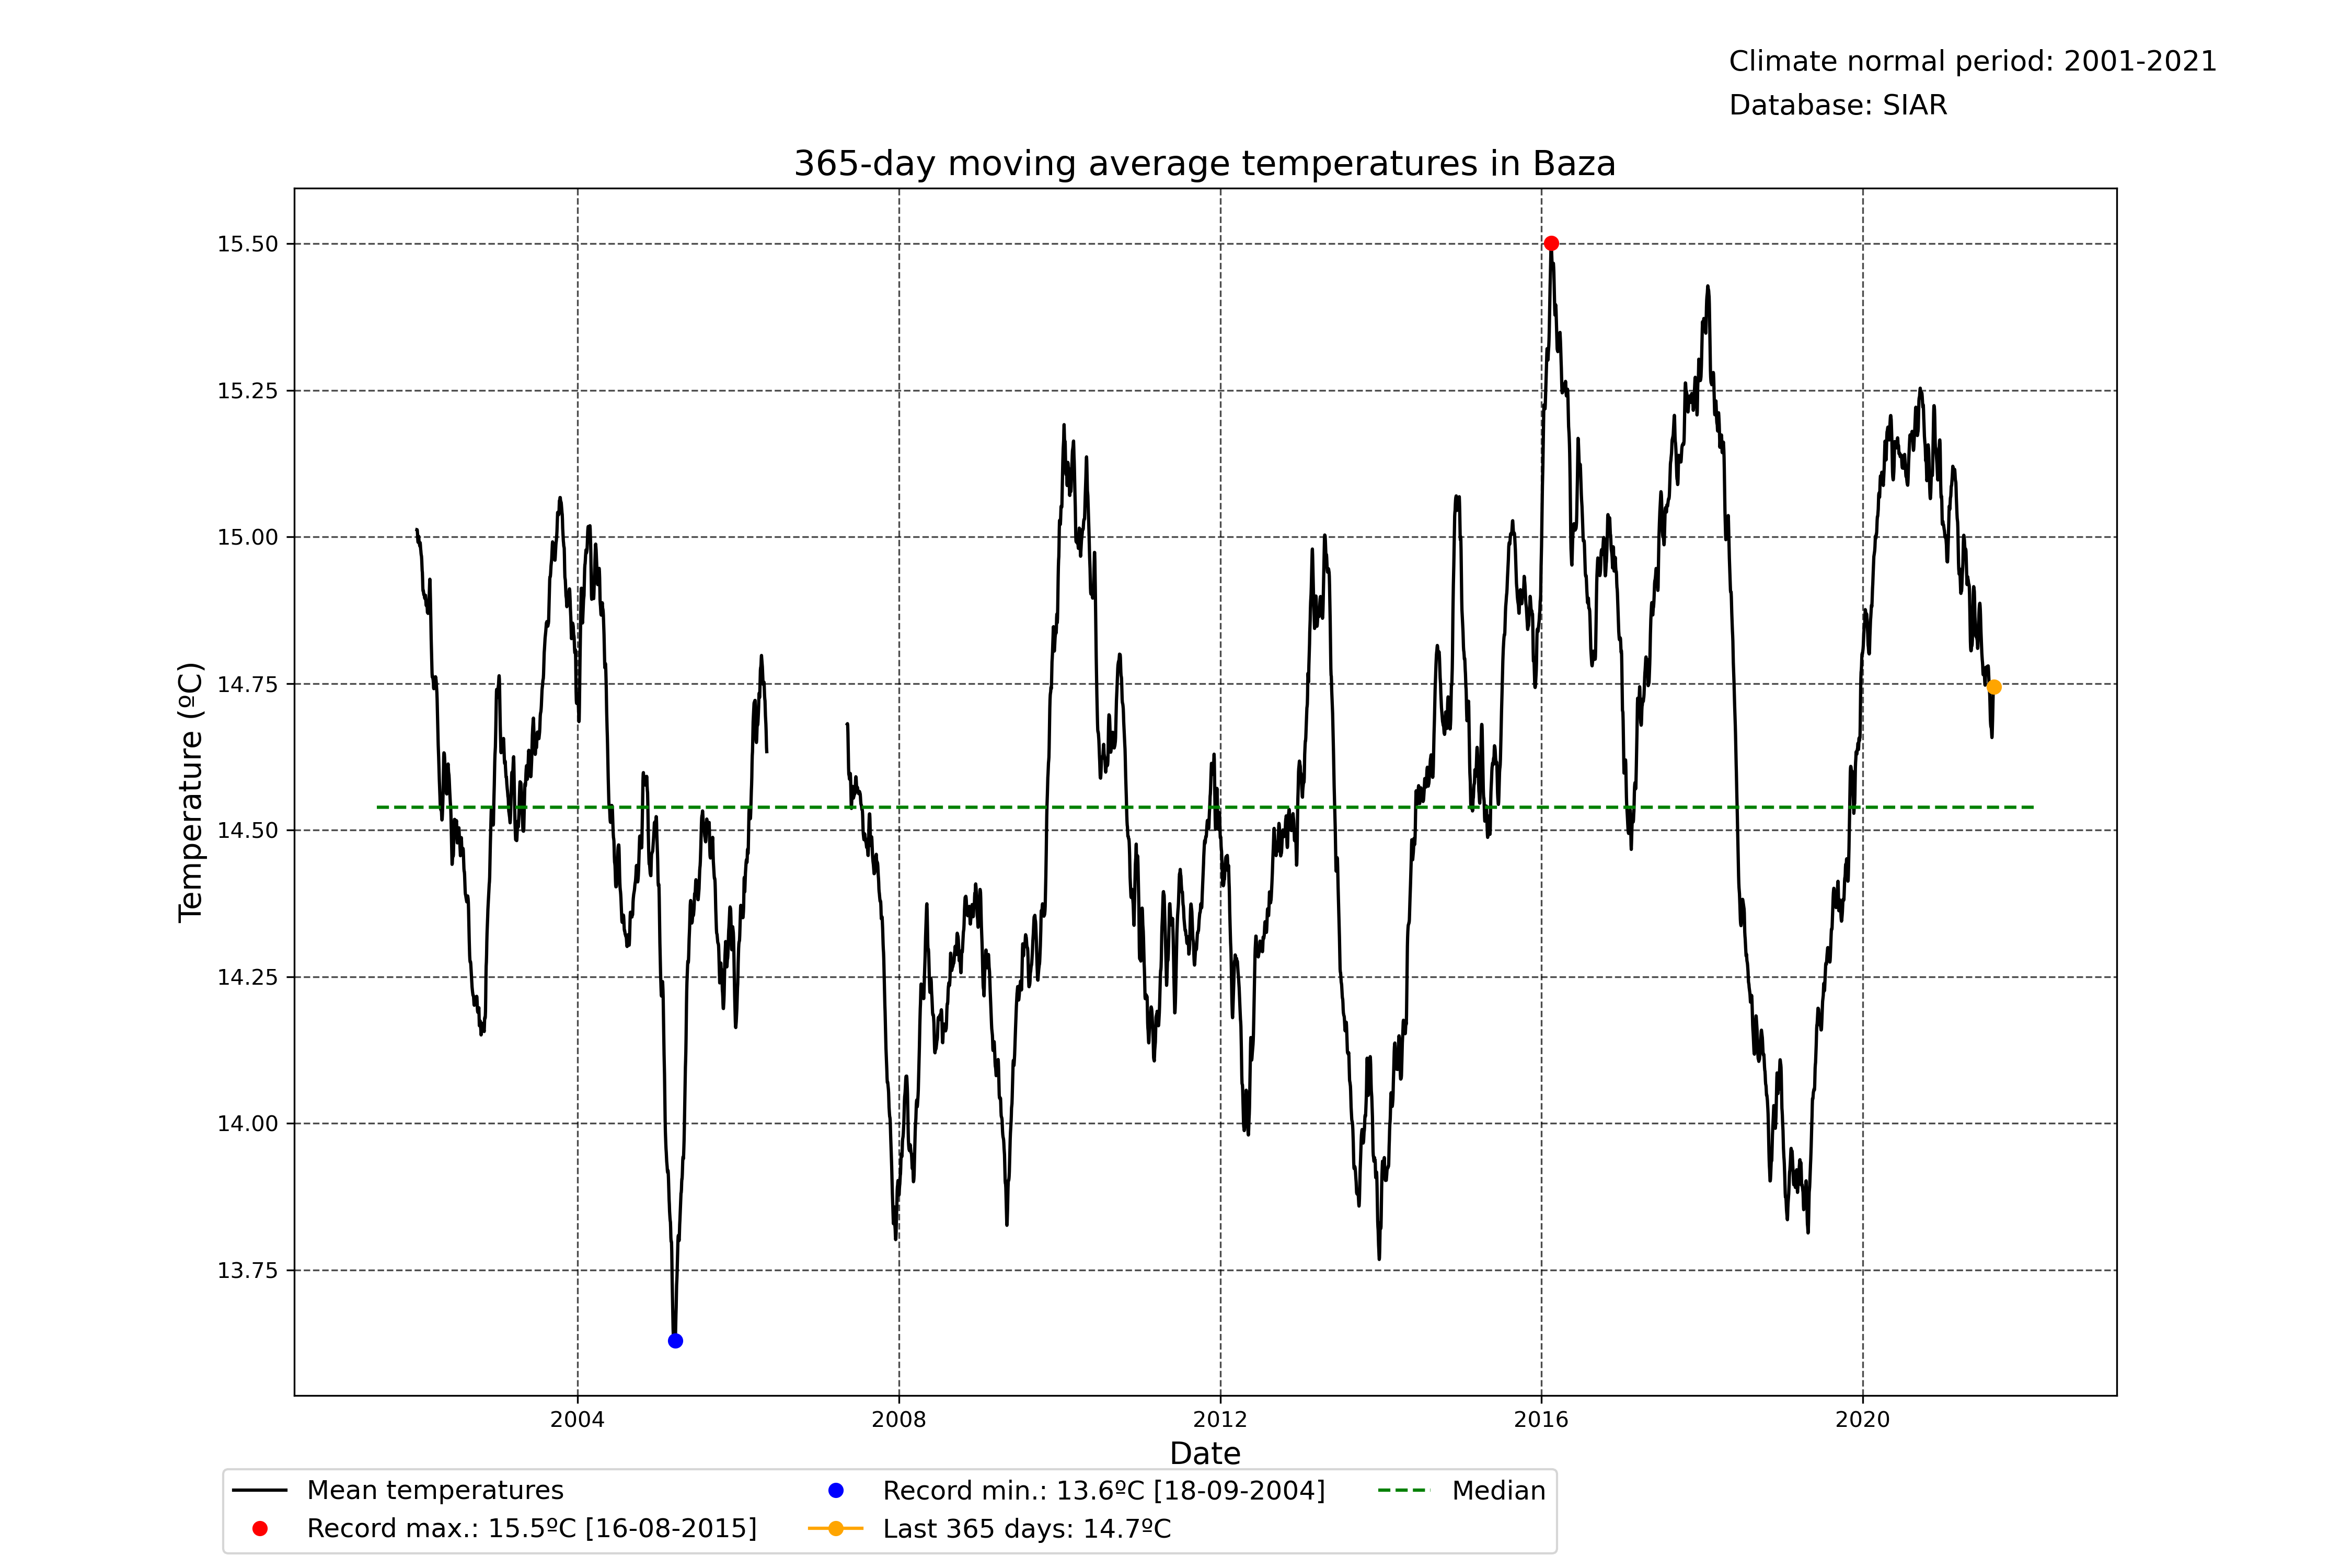 Climate normal period: 2001-2021
Database: SIAR
365-day moving average temperatures in Baza
Temperature (ºC)
15.50
15.25
15.00
14.75
14.50
14.25
14.00
13.75
2004 2008 2012 2016 2020
Date
Mean temperatures
Record max.: 15.5ºC [16-08-2015]
Record min.: 13.6ºC [18-09-2004]
Last 365 days: 14.7ºC
Median